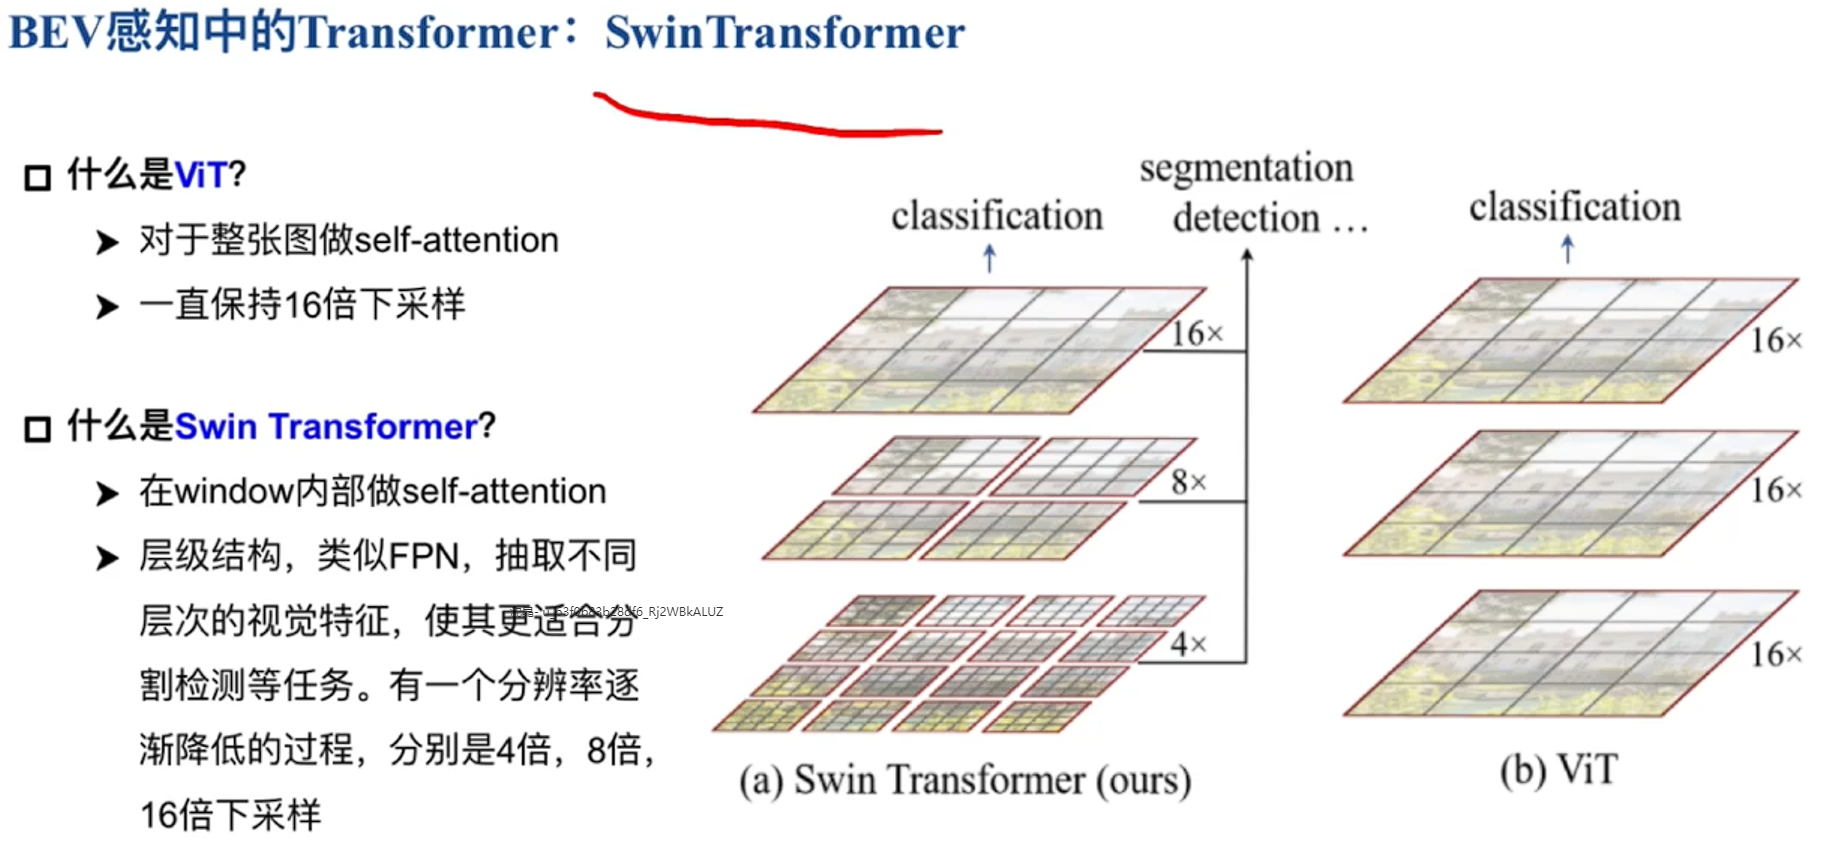 BEV感知中的Transformer：SwinTransformer
什么是ViT?
对于整张图做self-attention
一直保持16倍下采样
什么是Swin Transformer?
在window内部做self-attention
层级结构，类似FPN，抽取不同
层次的视觉特征，使其更适合分
割检测等任务。有一个分辨率逐
渐降低的过程，分别是4倍，8倍，
16倍下采样
segmentation
classification
detection …
16×
8×
4×
(a) Swin Transformer (ours)
classification
16×
16×
16×
(b) ViT